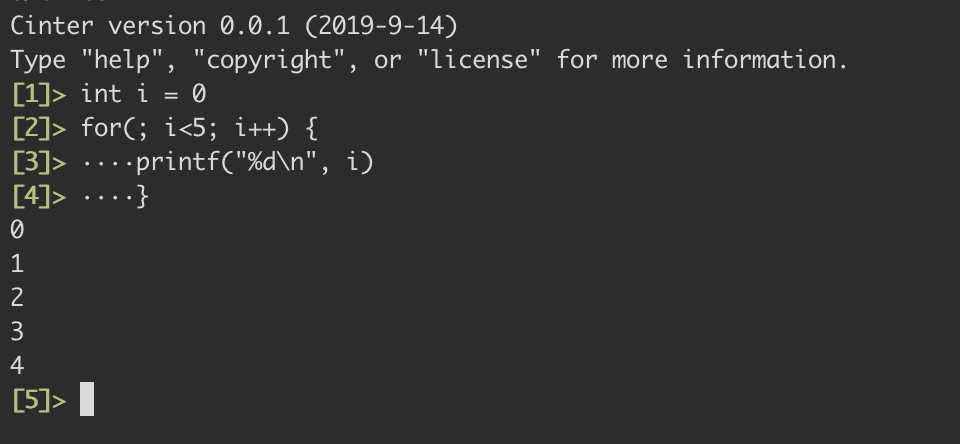 Cinter version 0.0.1 (2019-9-14)
Type "help", "copyright", or "license" for more information.
[1]> int i = 0
[2]> for(; i<5; i++) {
[3]> ····printf("%d\n", i)
[4]> ····}
0
1
2
3
4
[5]>